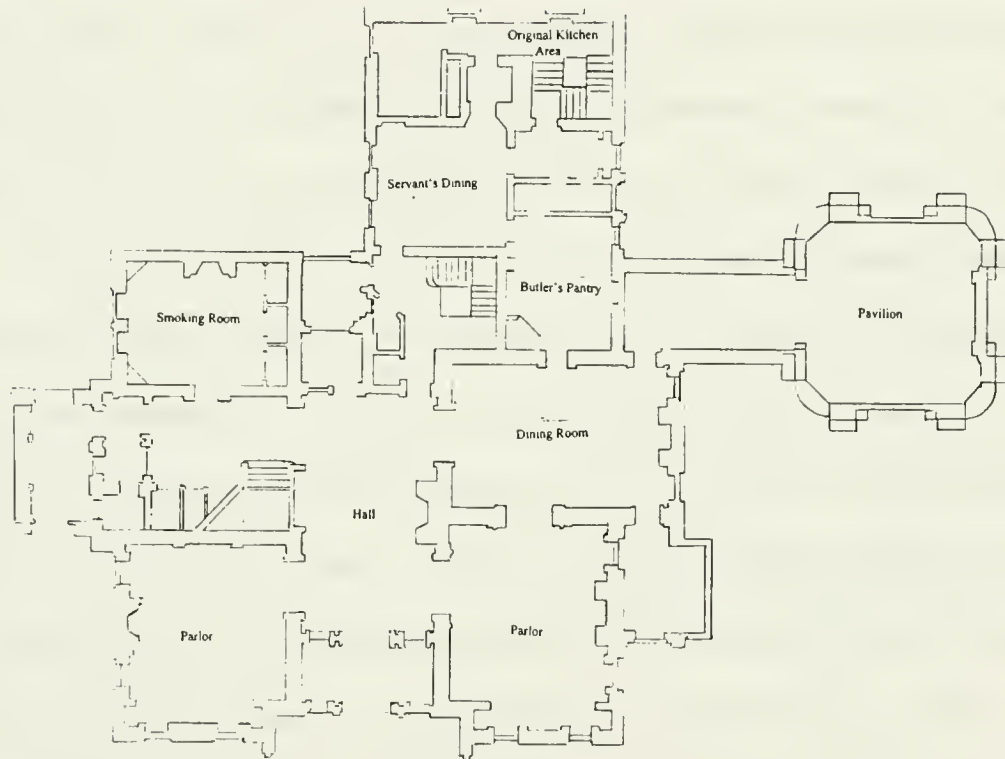 Original Kitchen
Area
Servant's Dining
Butler's Pantry
Smoking Room
Pavilion
Dining Room
Hall
Parlor
Parlor